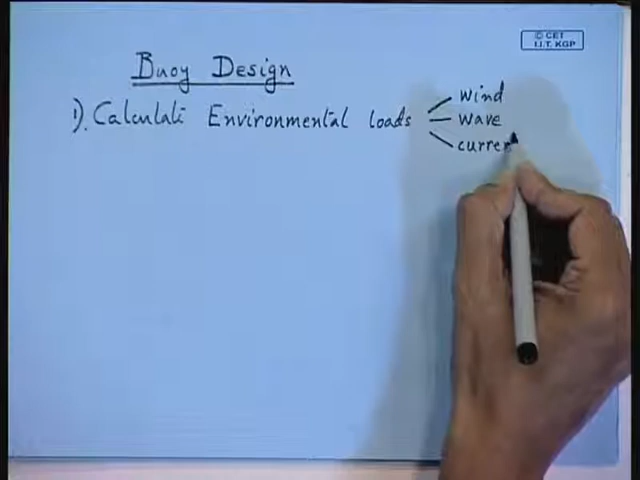 © CET
I.I.T. KGP
Buoy Design
1). Calculati Environmental loads
wind
wave
curren